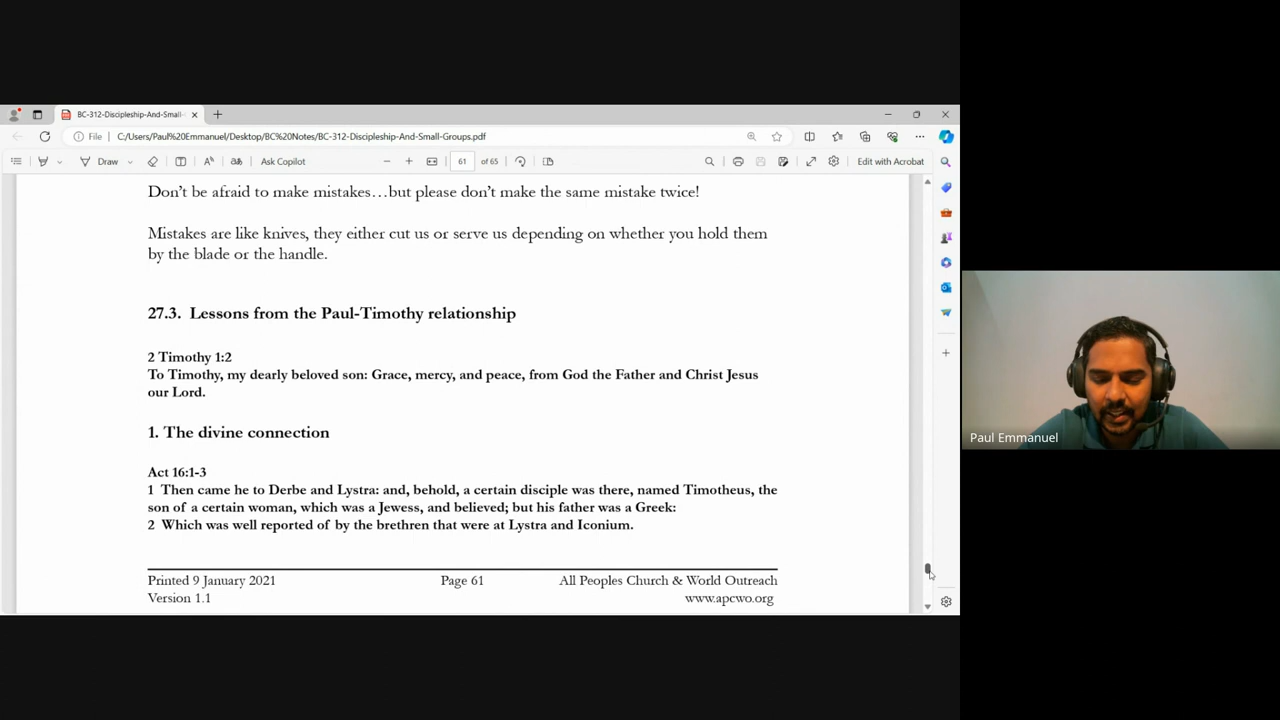 BC-312-Discipleship-And-Small-
File
C:/Users/Paul%20Emmanuel/Desktop/BC%20Notes/BC-312-Discipleship-And-Small-Groups.pdf
Draw
Ask Copilot
61 of 65
Edit with Acrobat
Don't be afraid to make mistakes…but please don't make the same mistake twice!
Mistakes are like knives, they either cut us or serve us depending on whether you hold them
by the blade or the handle.
27.3. Lessons from the Paul-Timothy relationship
2 Timothy 1:2
To Timothy, my dearly beloved son: Grace, mercy, and peace, from God the Father and Christ Jesus
our Lord.
1. The divine connection
Act 16:1-3
1 Then came he to Derbe and Lystra: and, behold, a certain disciple was there, named Timotheus, the
son of a certain woman, which was a Jewess, and believed; but his father was a Greek:
2 Which was well reported of by the brethren that were at Lystra and Iconium.
Printed 9 January 2021 Page 61 All Peoples Church & World Outreach
Version 1.1 www.apcwo.org
Paul Emmanuel